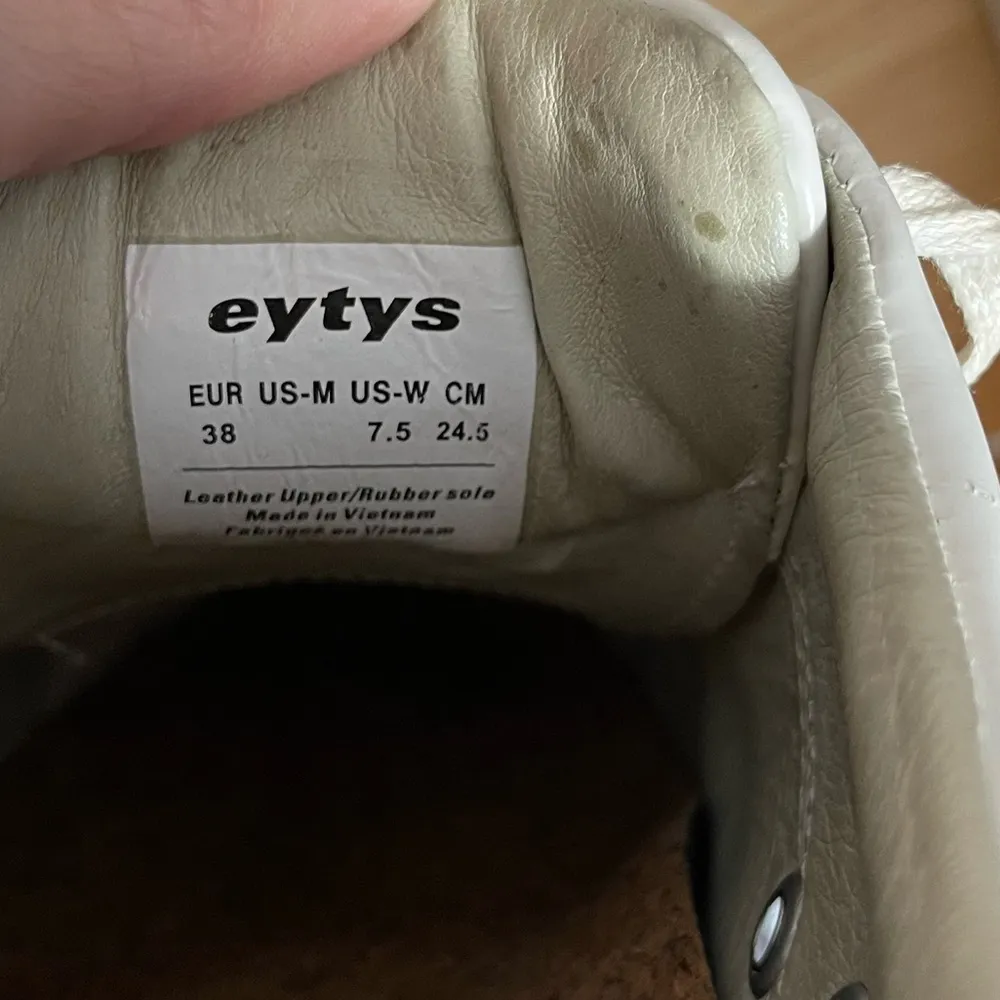 eytys
EUR US-M US-W CM
38 7.5 24.5
Leather Upper/Rubber sole
Made in Vietnam
Fabriqué en Vietnam